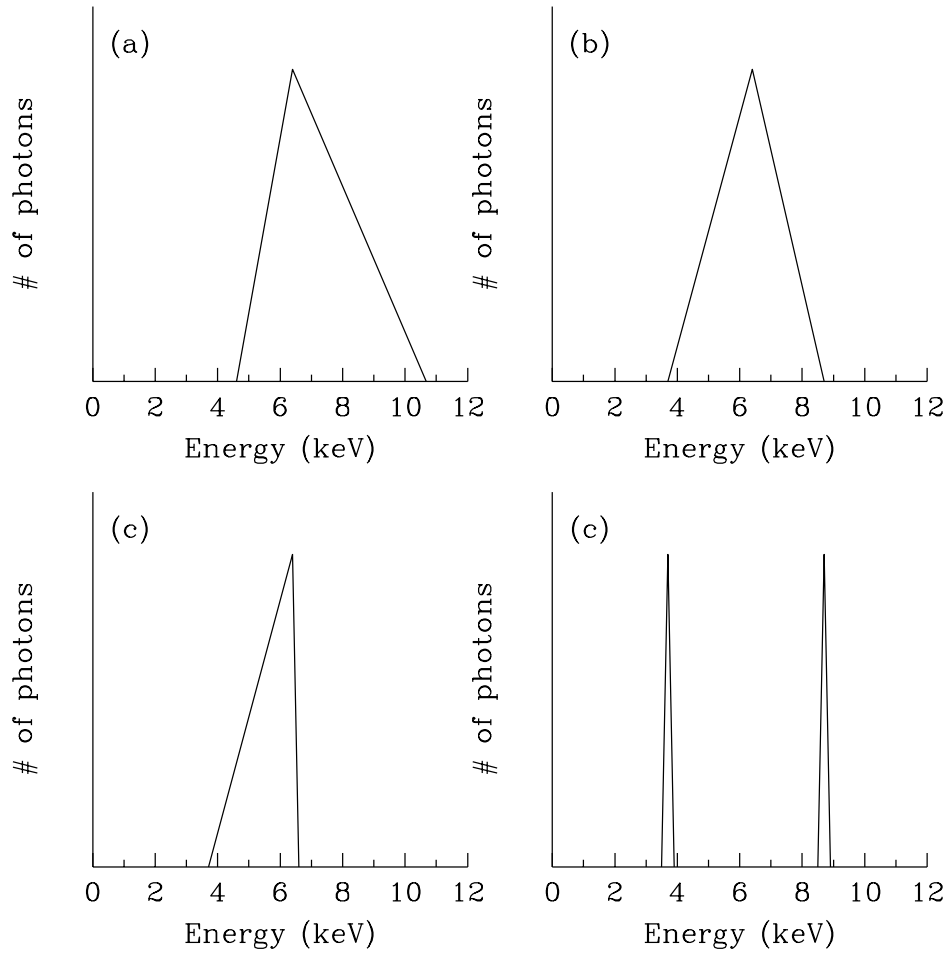 (a)
# of photons
0 2 4 6 8 10 12
Energy (keV)
(b)
# of photons
0 2 4 6 8 10 12
Energy (keV)
(c)
# of photons
0 2 4 6 8 10 12
Energy (keV)
(c)
# of photons
0 2 4 6 8 10 12
Energy (keV)